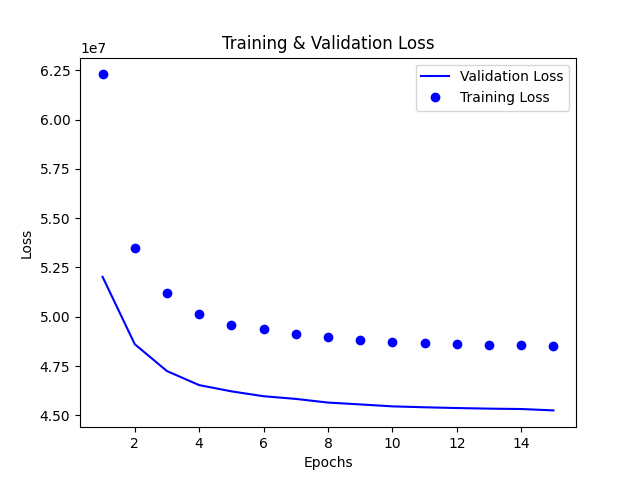 Training & Validation Loss
1e7
Validation Loss
Training Loss
6.25
6.00
5.75
5.50
5.25
5.00
4.75
4.50
Loss
2 4 6 8 10 12 14
Epochs